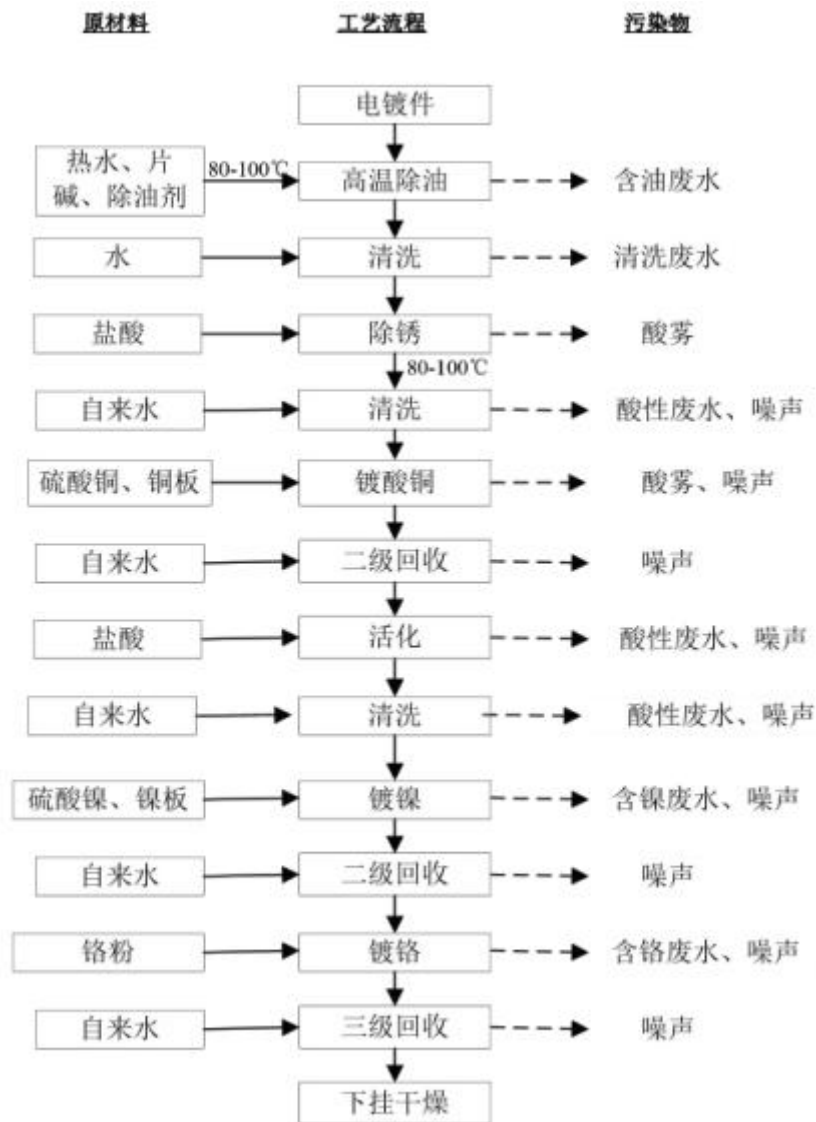 原材料 工艺流程 污染物
电镀件
热水、片
碱、除油剂 80-100℃ 高温除油 含油废水
水 清洗 清洗废水
盐酸 除锈 酸雾
80-100℃
自来水 清洗 酸性废水、噪声
硫酸铜、铜板 镀酸铜 酸雾、噪声
自来水 二级回收 噪声
盐酸 活化 酸性废水、噪声
自来水 清洗 酸性废水、噪声
硫酸镍、镍板 镀镍 含镍废水、噪声
自来水 二级回收 噪声
铬粉 镀铬 含铬废水、噪声
自来水 三级回收 噪声
下挂干燥